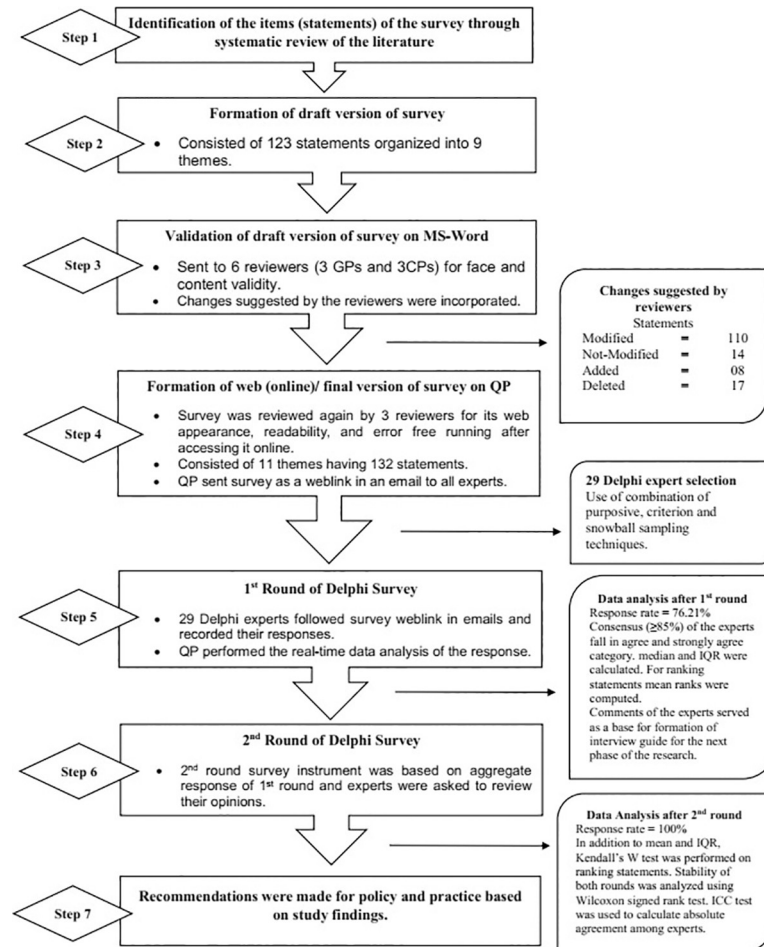 Step 1
Identification of the items (statements) of the survey through
systematic review of the literature
Step 2
Formation of draft version of survey
• Consisted of 123 statements organized into 9
themes.
Step 3
Validation of draft version of survey on MS-Word
• Sent to 6 reviewers (3 GPs and 3CPs) for face and
content validity.
• Changes suggested by the reviewers were incorporated.
Changes suggested by
reviewers
Statements
Modified = 110
Not-Modified = 14
Added = 08
Deleted = 17
Step 4
Formation of web (online)/ final version of survey on QP
• Survey was reviewed again by 3 reviewers for its web
appearance, readability, and error free running after
accessing it online.
• Consisted of 11 themes having 132 statements.
• QP sent survey as a weblink in an email to all experts.
29 Delphi expert selection
Use of combination of
purposive, criterion and
snowball sampling
techniques.
Step 5
1st Round of Delphi Survey
• 29 Delphi experts followed survey weblink in emails and
recorded their responses.
• QP performed the real-time data analysis of the response.
Data analysis after 1st round
Response rate = 76.21%
Consensus (≥85%) of the experts
fall in agree and strongly agree
category. median and IQR were
calculated. For ranking
statements mean ranks were
computed.
Comments of the experts served
as a base for formation of
interview guide for the next
phase of the research.
Step 6
2nd Round of Delphi Survey
• 2nd round survey instrument was based on aggregate
response of 1st round and experts were asked to review
their opinions.
Data Analysis after 2nd round
Response rate = 100%
In addition to mean and IQR,
Kendall's W test was performed on
ranking statements. Stability of
both rounds was analyzed using
Wilcoxon signed rank test. ICC test
was used to calculate absolute
agreement among experts.
Step 7
Recommendations were made for policy and practice based
on study findings.